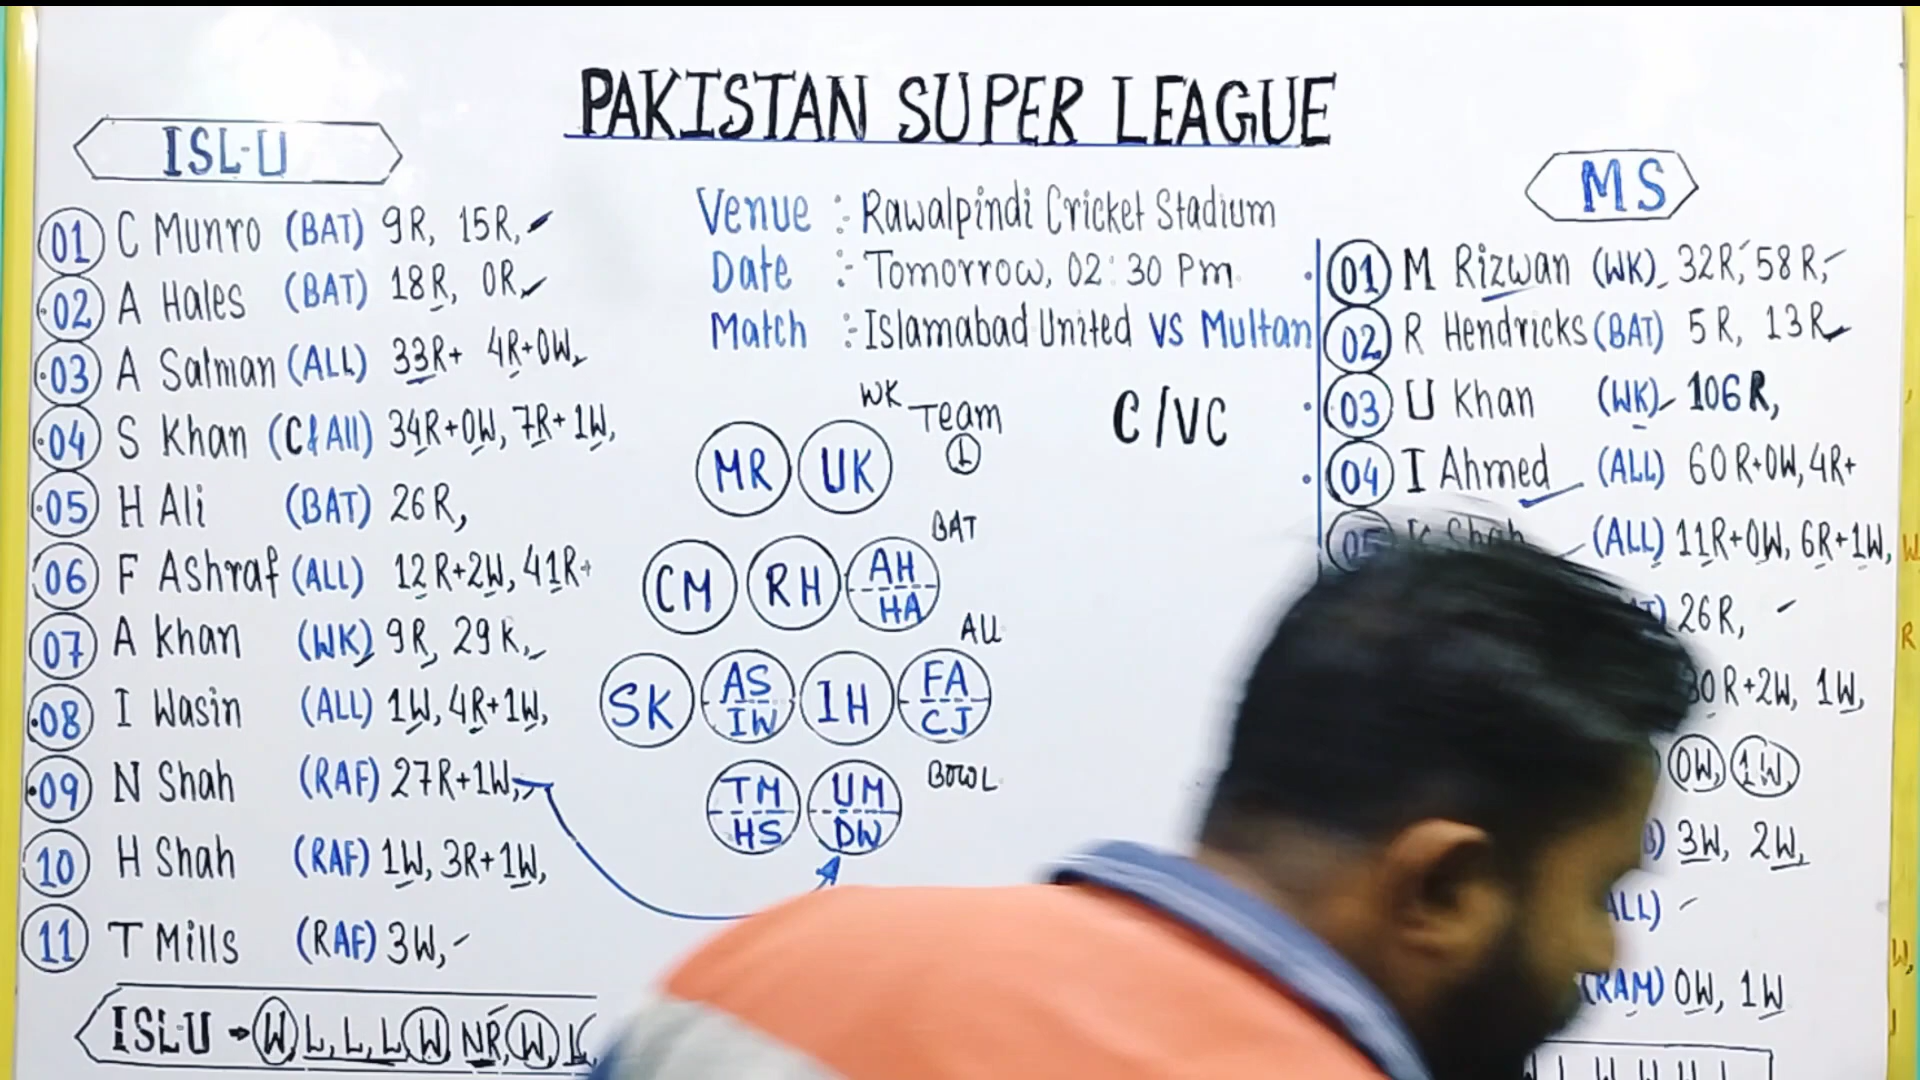 PAKISTAN SUPER LEAGUE
ISL-U
01 C Munro (BAT) 9R, 15R,
02 A Hales (BAT) 18R, 0R,
03 A Salman (ALL) 33R+ 4R+0W,
04 S Khan (C&All) 34R+0W, 7R+1W,
05 H Ali (BAT) 26R,
06 F Ashraf (ALL) 12R+2W, 41R+
07 A khan (WK) 9R, 29R,
08 I Wasin (ALL) 1W, 4R+1W,
09 N Shah (RAF) 27R+1W,
10 H Shah (RAF) 1W, 3R+1W,
11 T Mills (RAF) 3W,
ISLU → W, L, L, L, W, NR, W, L
Venue : Rawalpindi Cricket Stadium
Date : Tomorrow, 02:30 Pm
Match : Islamabad United VS Multan
WK Team 1
MR UK
C/VC
BAT
CM RH AH HA
ALL
SK AS IW IH FA CJ
BOWL
TM HS UM DW
MS
01 M Rizwan (WK) 32R, 58R,
02 R Hendricks (BAT) 5R, 13R
03 U Khan (WK) 106R,
04 I Ahmed (ALL) 60R+0W, 4R+
05 K Shah (ALL) 11R+0W, 6R+1W,
26R,
30R+2W, 1W,
0W, 1W,
3W, 2W,
ALL)
(RAM) 0W, 1W